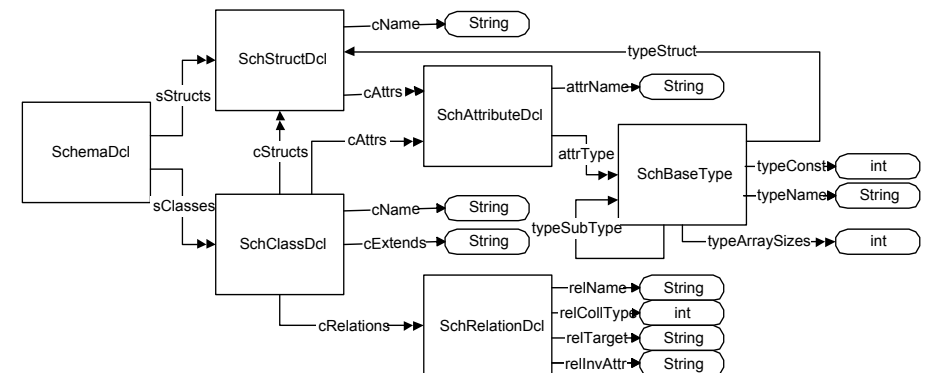 cName
String
SchStructDcl
typeStruct
sStructs
cAttrs
attrName
String
SchAttributeDcl
SchemaDcl
cStructs
cAttrs
attrType
SchBaseType
typeConst
int
typeName
String
sClasses
cName
String
typeSubType
SchClassDcl
cExtends
String
typeArraySizes
int
relName
String
relCollType
int
cRelations
SchRelationDcl
relTarget
String
relInvAttr
String